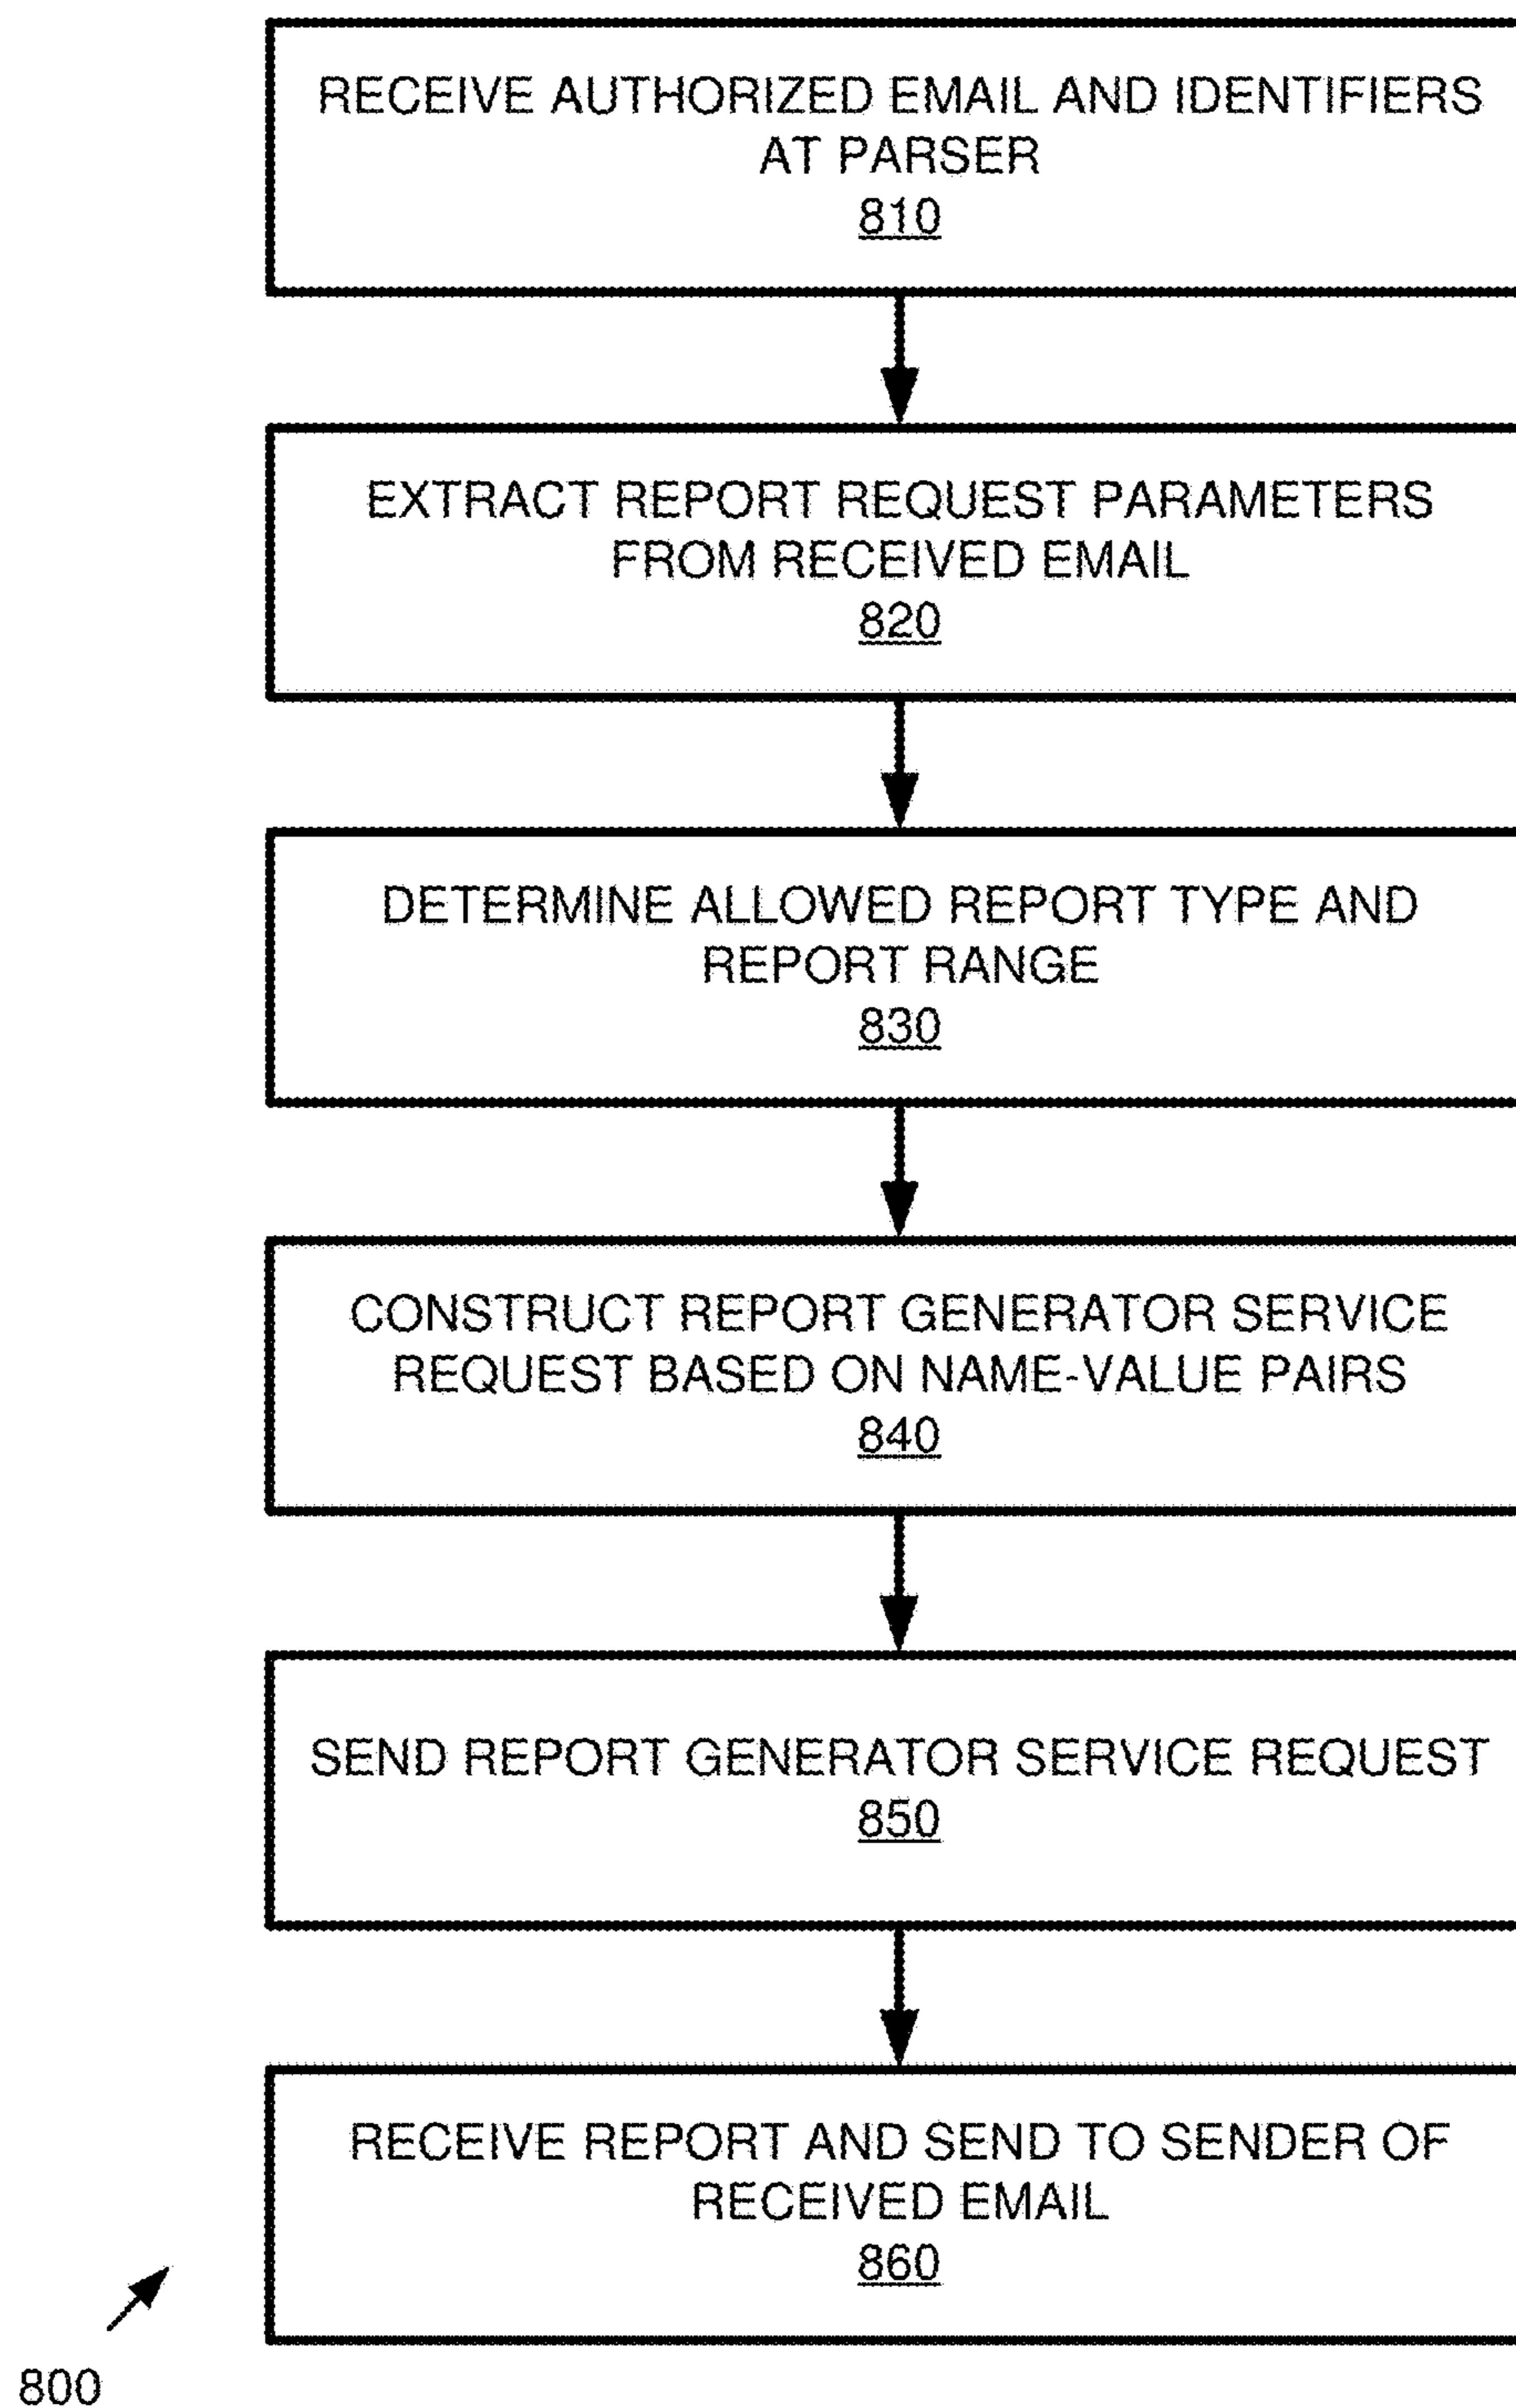 RECEIVE AUTHORIZED EMAIL AND IDENTIFIERS
AT PARSER
810
EXTRACT REPORT REQUEST PARAMETERS
FROM RECEIVED EMAIL
820
DETERMINE ALLOWED REPORT TYPE AND
REPORT RANGE
830
CONSTRUCT REPORT GENERATOR SERVICE
REQUEST BASED ON NAME-VALUE PAIRS
840
SEND REPORT GENERATOR SERVICE REQUEST
850
RECEIVE REPORT AND SEND TO SENDER OF
RECEIVED EMAIL
860
800